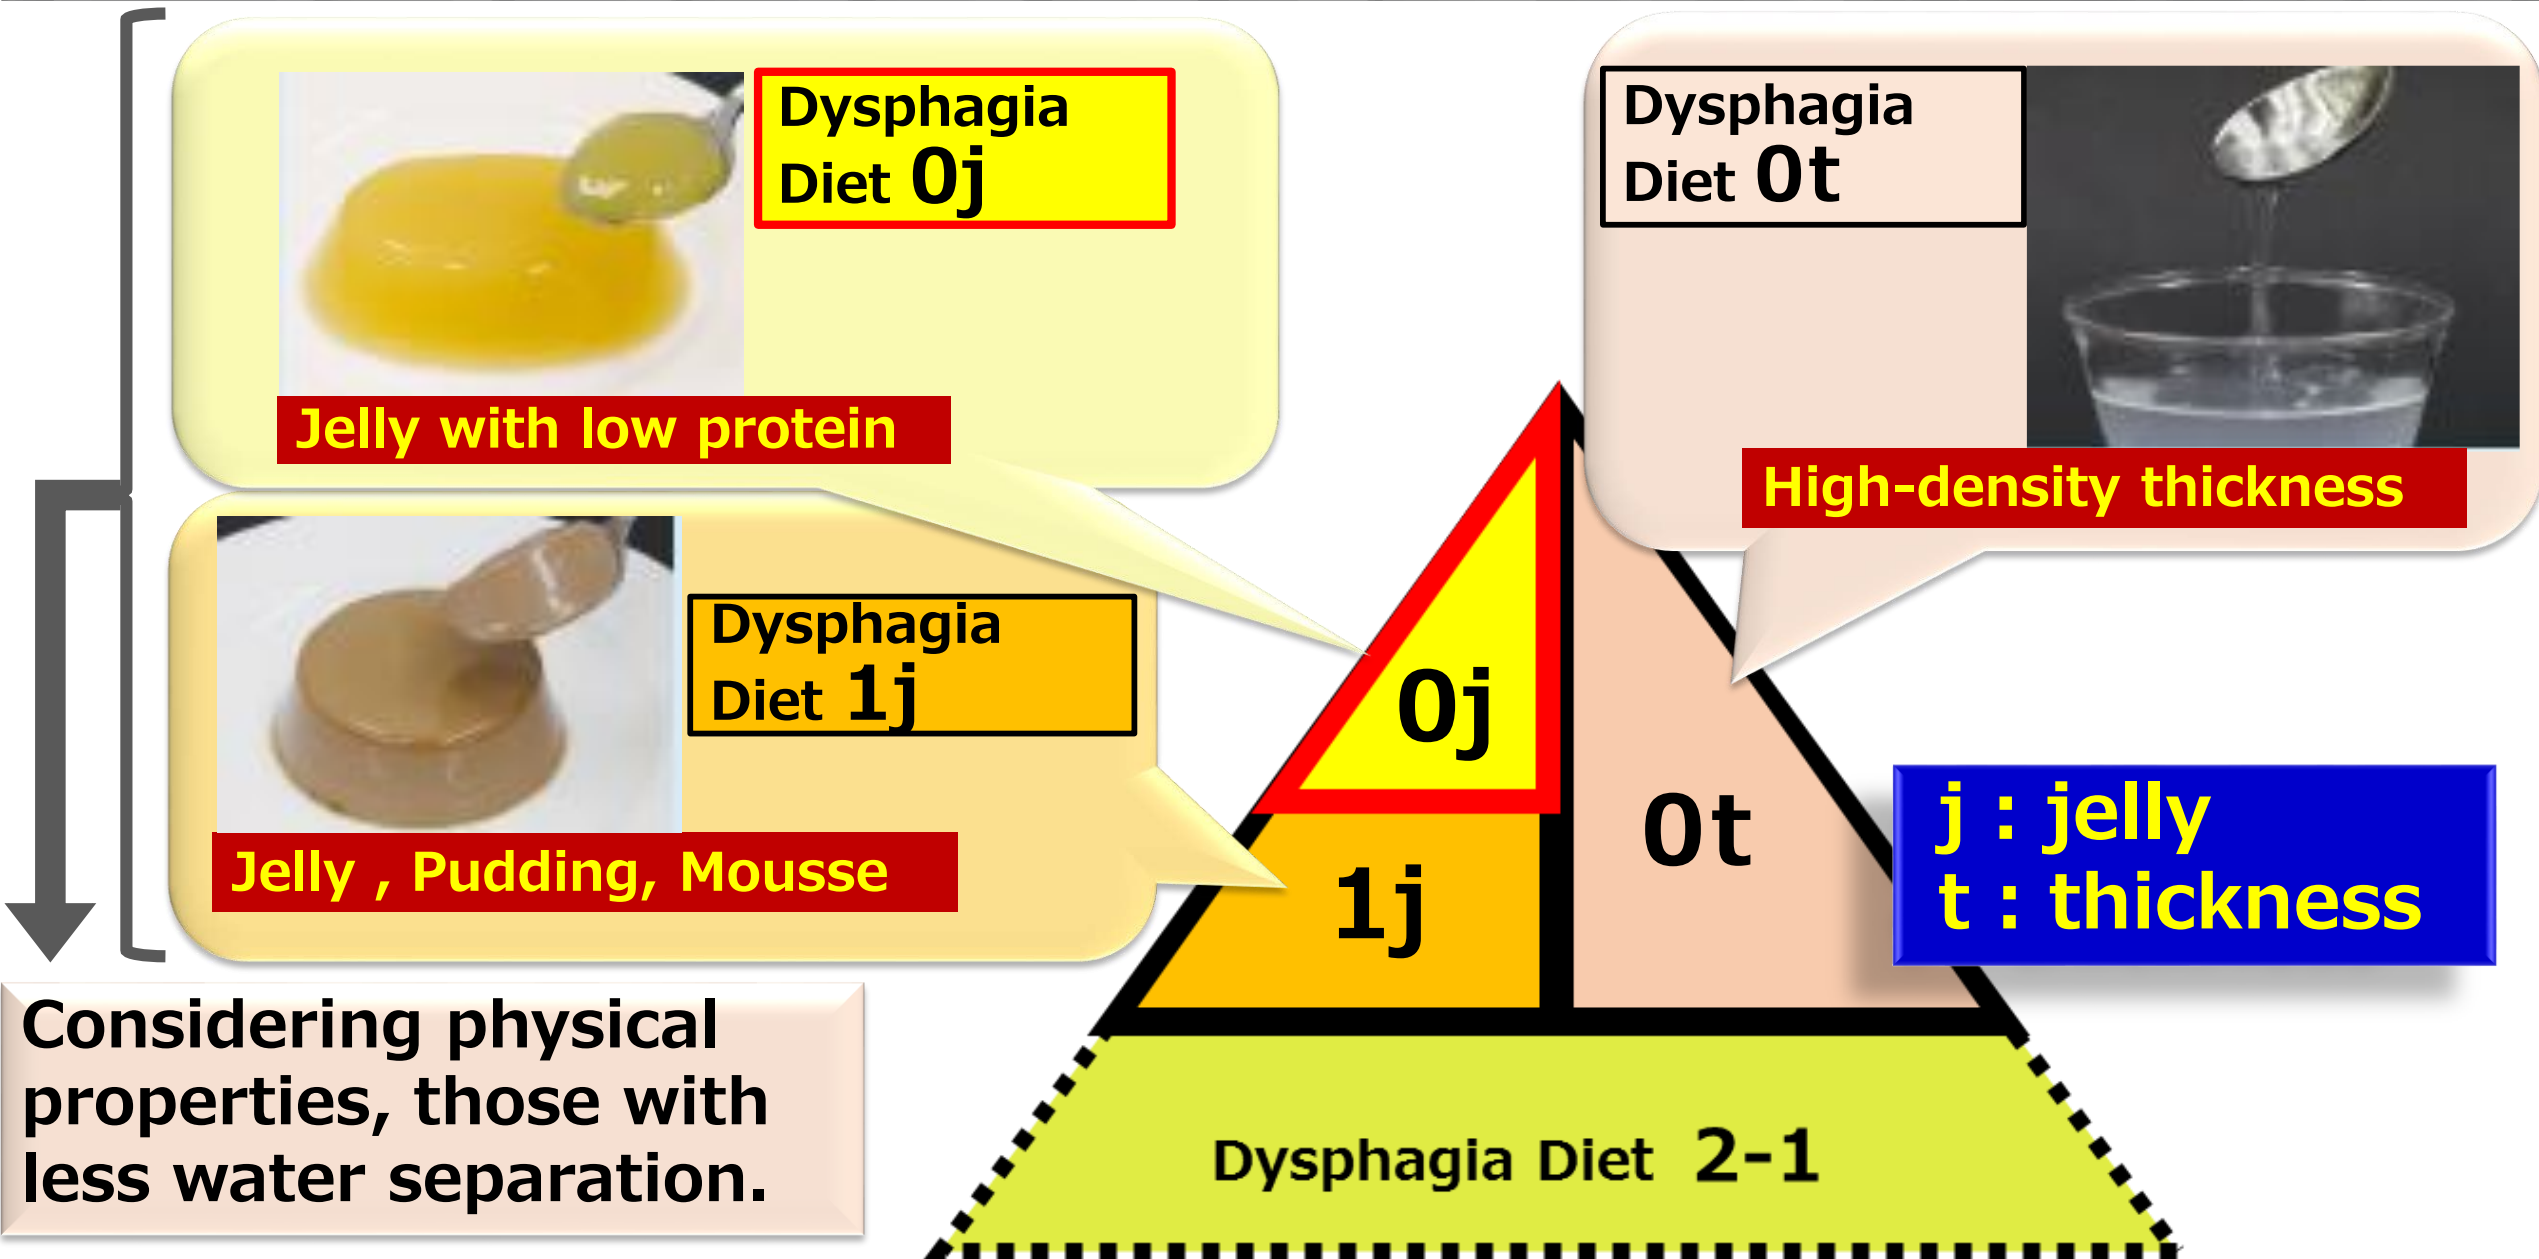 Dysphagia
Diet 0j
Jelly with low protein
Dysphagia
Diet 0t
High-density thickness
Dysphagia
Diet 1j
Jelly , Pudding, Mousse
0j
1j
0t
j : jelly
t : thickness
Considering physical
properties, those with
less water separation.
Dysphagia Diet 2-1